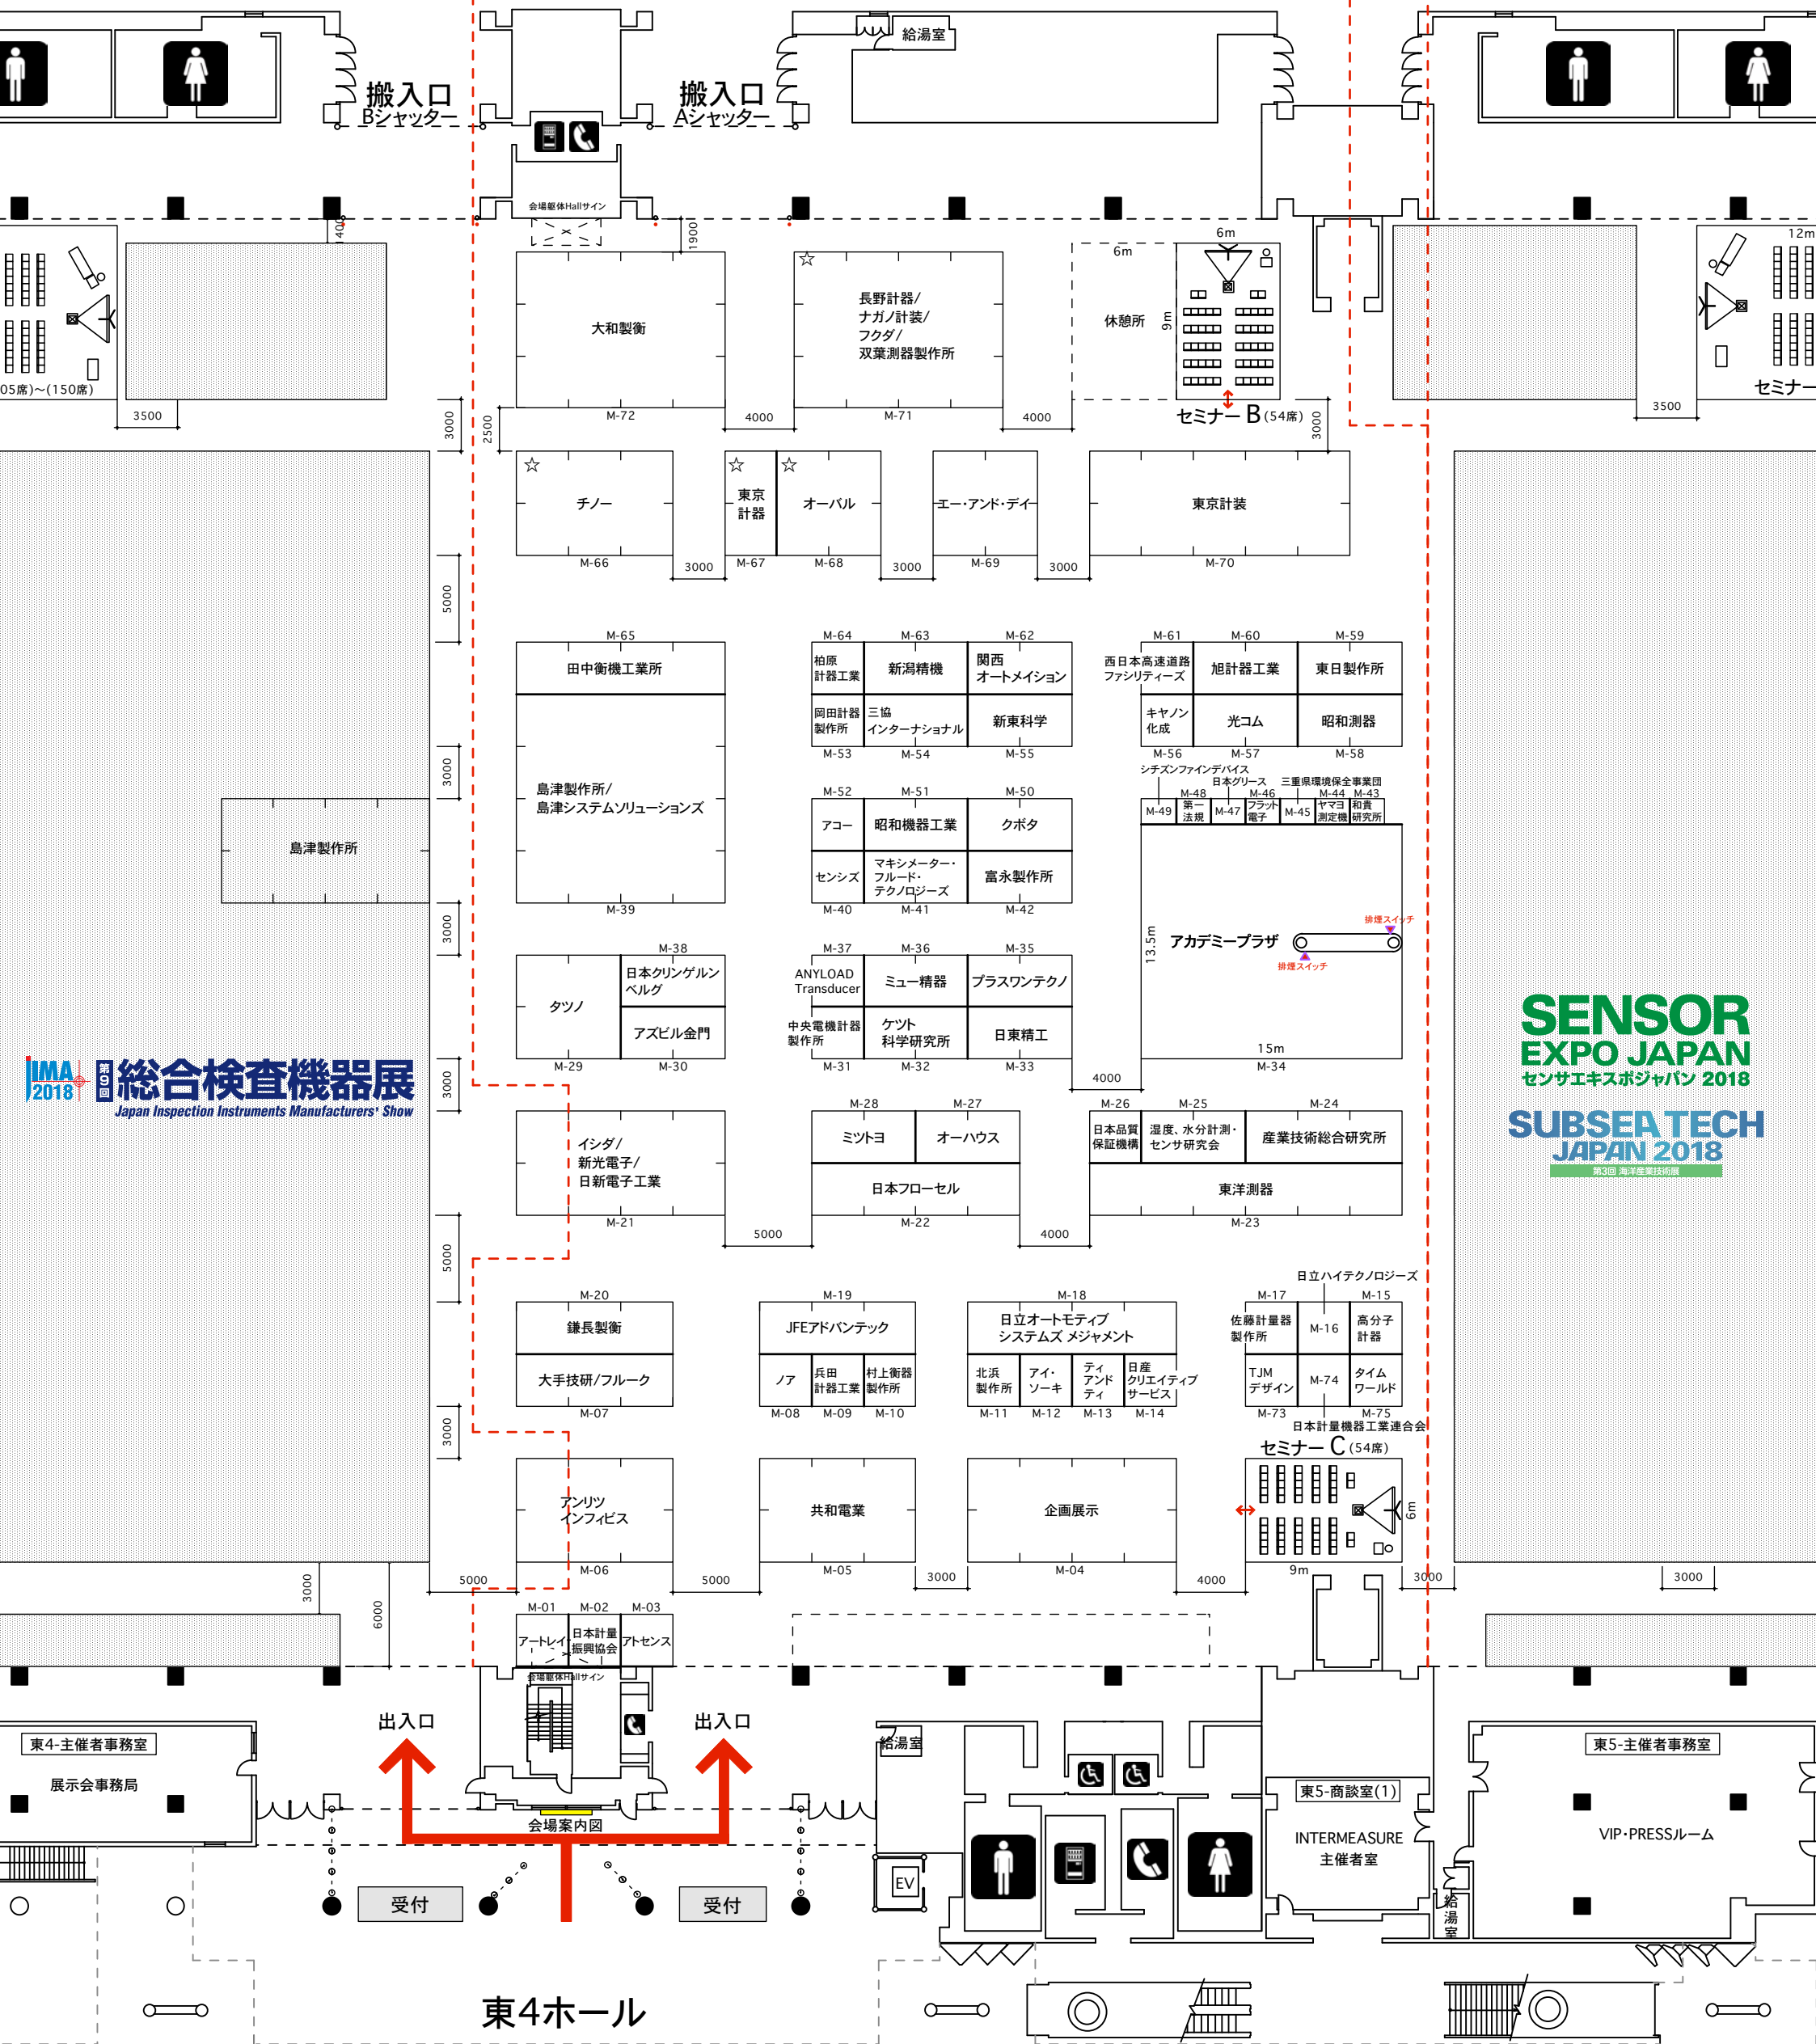 給湯室
搬入口
Bシャッター
搬入口
Aシャッター
会場躯体Hallサイン
1400
1900
6m
6m
9m
12m
大和製衡
M-72
☆
長野計器/
ナガノ計装/
フクダ/
双葉測器製作所
M-71
休憩所
セミナー B (54席)
05席)~(150席)
セミナー
3500
3000
2500
4000
4000
3000
3500
☆
チノー
M-66
☆
東京
計器
M-67
☆
オーバル
M-68
エー・アンド・デイ
M-69
東京計装
M-70
3000
3000
3000
5000
M-65
田中衡機工業所
M-64
柏原
計器工業
M-63
新潟精機
M-62
関西
オートメイション
M-61
西日本高速道路
ファシリティーズ
M-60
旭計器工業
M-59
東日製作所
岡田計器
製作所
M-53
三協
インターナショナル
M-54
新東科学
M-55
キヤノン
化成
M-56
光コム
M-57
昭和測器
M-58
島津製作所/
島津システムソリューションズ
M-39
3000
島津製作所
3000
M-52
アコー
M-51
昭和機器工業
M-50
クボタ
センシズ
M-40
マキシメーター・
フルード・
テクノロジーズ
M-41
富永製作所
M-42
シチズンファインデバイス
M-49
M-48
第一
法規
日本グリース
M-47
M-46
フラット
電子
三重県環境保全事業団
M-45
M-44
ヤマヨ
測定機
M-43
和貴
研究所
アカデミープラザ
排煙スイッチ
排煙スイッチ
13.5m
15m
M-34
タツノ
M-29
M-38
日本クリンゲルン
ベルグ
アズビル金門
M-30
M-37
ANYLOAD
Transducer
M-36
ミュー精器
M-35
プラスワンテクノ
中央電機計器
製作所
M-31
ケツト
科学研究所
M-32
日東精工
M-33
3000
4000
JIMA
2018
第9回
総合検査機器展
Japan Inspection Instruments Manufacturers' Show
SENSOR
EXPO JAPAN
センサエキスポジャパン 2018
SUBSEA TECH
JAPAN 2018
第3回 海洋産業技術展
イシダ/
新光電子/
日新電子工業
M-21
M-28
ミツトヨ
M-27
オーハウス
日本フローセル
M-22
M-26
日本品質
保証機構
M-25
湿度、水分計測・
センサ研究会
M-24
産業技術総合研究所
東洋測器
M-23
5000
4000
5000
M-20
鎌長製衡
大手技研/フルーク
M-07
M-19
JFEアドバンテック
ノア
M-08
兵田
計器工業
M-09
村上衡器
製作所
M-10
M-18
日立オートモティブ
システムズ メジャメント
北浜
製作所
M-11
アイ・
ソーキ
M-12
ティ
アンド
ティ
M-13
日産
クリエイティブ
サービス
M-14
M-17
佐藤計量器
製作所
日立ハイテクノロジーズ
M-16
M-15
高分子
計器
TJM
デザイン
M-73
M-74
日本計量機器工業連合会
タイム
ワールド
M-75
3000
アンリツ
インフィビス
M-06
共和電業
M-05
企画展示
M-04
セミナー C (54席)
6m
9m
3000
6000
5000
5000
3000
4000
3000
3000
M-01
アートレイ
M-02
日本計量
振興協会
M-03
アトセンス
会場躯体Hallサイン
出入口
出入口
会場案内図
受付
受付
東4-主催者事務室
展示会事務局
給湯室
EV
東5-商談室(1)
INTERMEASURE
主催者室
給湯室
東5-主催者事務室
VIP・PRESSルーム
東4ホール